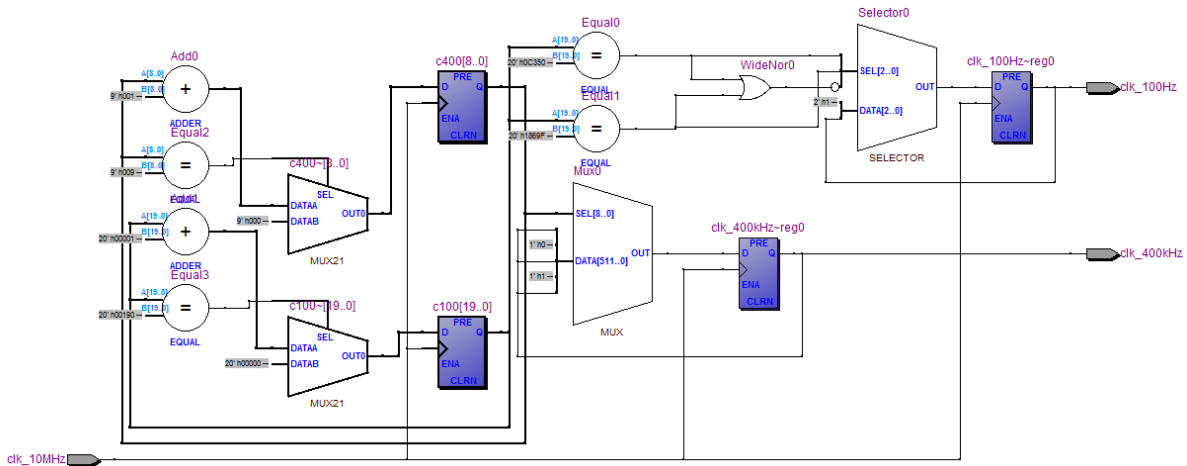 Add0
A[8..0]
B[8..0]
9' h001
+
ADDER
Equal2
A[8..0]
B[8..0]
9' h009
=
EQUAL
Add1
A[19..0]
B[19..0]
20' h00001
+
ADDER
Equal3
A[19..0]
B[19..0]
20' h00190
=
EQUAL
c400~[8..0]
SEL
DATAA
DATAB
OUT0
9' h000
MUX21
c100~[19..0]
SEL
DATAA
DATAB
OUT0
20' h00000
MUX21
c400[8..0]
PRE
D
Q
ENA
CLRN
c100[19..0]
PRE
D
Q
ENA
CLRN
Equal0
A[19..0]
B[19..0]
20' h0C350
=
EQUAL
Equal1
A[19..0]
B[19..0]
20' h1869F
=
EQUAL
WideNor0
Selector0
SEL[2..0]
2' h1
DATA[2..0]
OUT
SELECTOR
Mux0
SEL[8..0]
1' h0
DATA[511..0]
1' h1
OUT
MUX
clk_100Hz~reg0
PRE
D
Q
ENA
CLRN
clk_100Hz
clk_400kHz~reg0
PRE
D
Q
ENA
CLRN
clk_400kHz
clk_10MHz